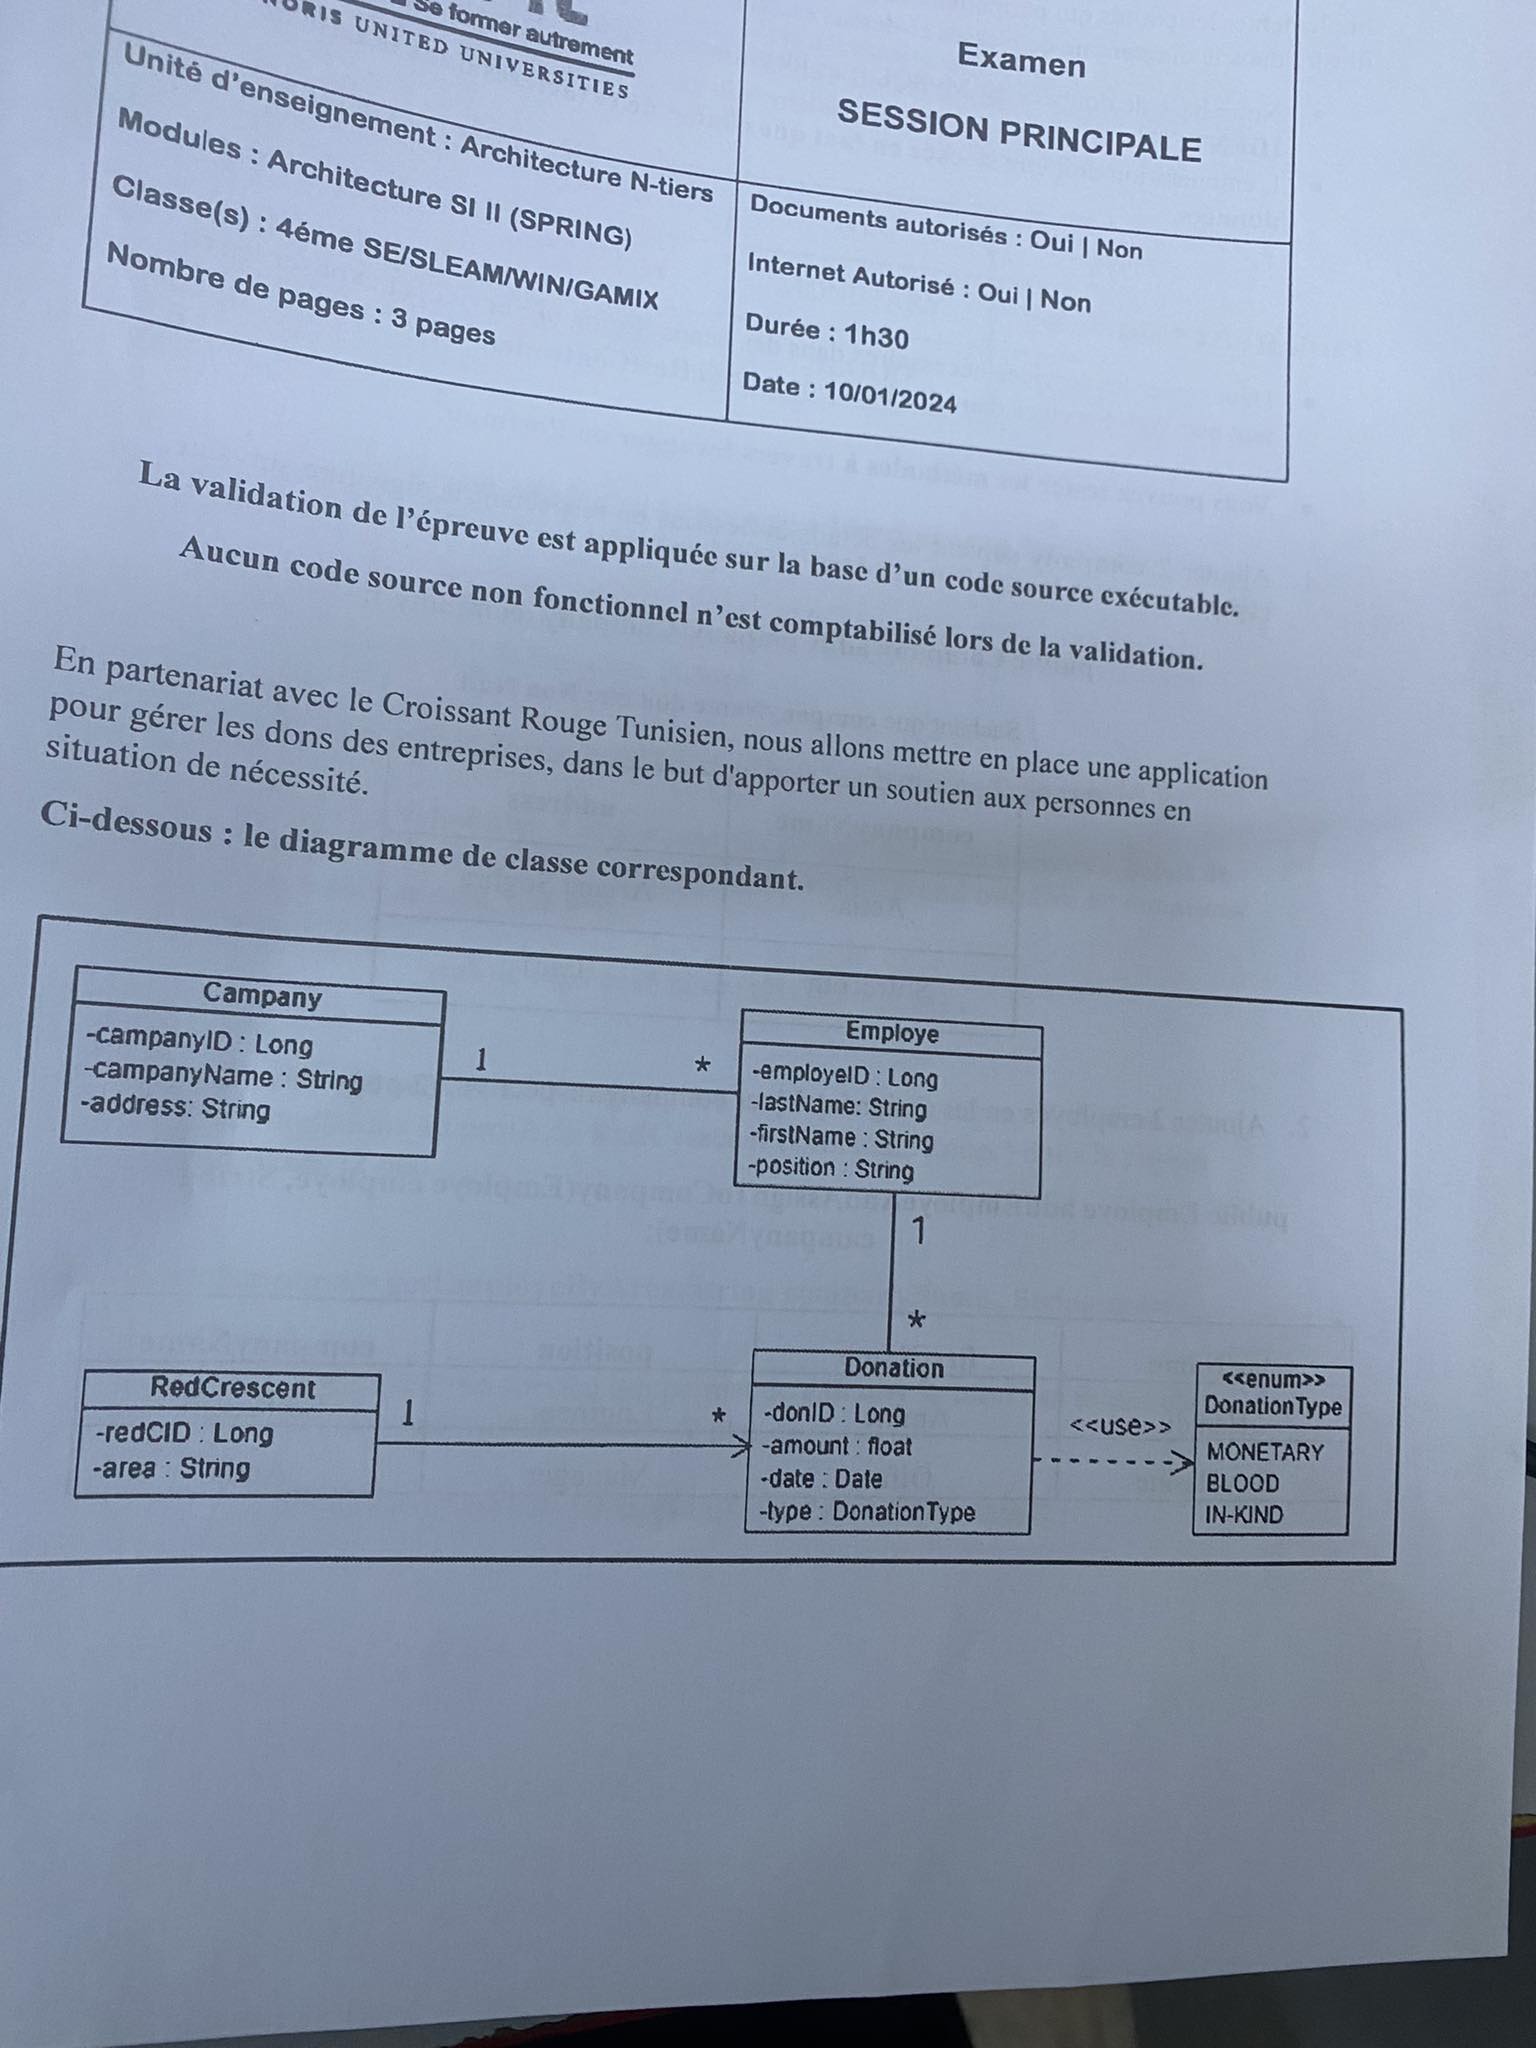 Se former autrement
UNITED UNIVERSITIES
Examen
SESSION PRINCIPALE
Unité d'enseignement : Architecture N-tiers
Modules : Architecture SI II (SPRING)
Classe(s) : 4éme SE/SLEAM/WIN/GAMIX
Nombre de pages : 3 pages
Documents autorisés : Oui | Non
Internet Autorisé : Oui | Non
Durée : 1h30
Date : 10/01/2024
La validation de l'épreuve est appliquée sur la base d'un code source exécutable.
Aucun code source non fonctionnel n'est comptabilisé lors de la validation.
En partenariat avec le Croissant Rouge Tunisien, nous allons mettre en place une application
pour gérer les dons des entreprises, dans le but d'apporter un soutien aux personnes en
situation de nécessité.
Ci-dessous : le diagramme de classe correspondant.
Campany
-campanyID : Long
-campanyName : String
-address: String
1
*
Employe
-employeID : Long
-lastName: String
-firstName : String
-position : String
1
*
RedCrescent
-redCID : Long
-area : String
1
*
Donation
-donID : Long
-amount : float
-date : Date
-type : DonationType
<<use>>
<<enum>>
DonationType
MONETARY
BLOOD
IN-KIND